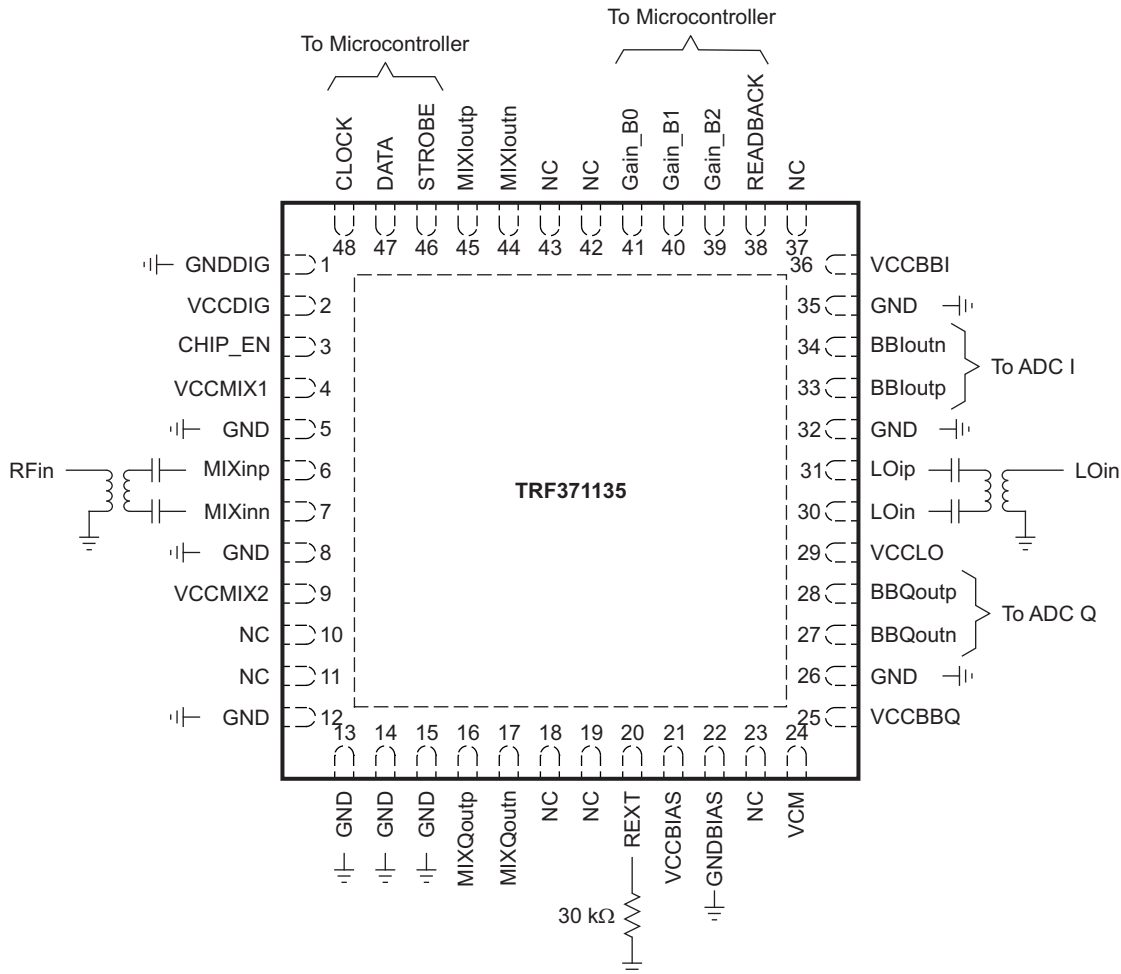 To Microcontroller
To Microcontroller
CLOCK
DATA
STROBE
MIXIoutp
MIXIoutn
NC
NC
Gain_B0
Gain_B1
Gain_B2
READBACK
NC
48 47 46 45 44 43 42 41 40 39 38 37
GNDDIG 1
VCCDIG 2
CHIP_EN 3
VCCMIX1 4
GND 5
RFin MIXinp 6
MIXinn 7
GND 8
VCCMIX2 9
NC 10
NC 11
GND 12
TRF371135
36 VCCBBI
35 GND
34 BBIoutn
To ADC I
33 BBIoutp
32 GND
31 LOip LOin
30 LOin
29 VCCLO
28 BBQoutp
To ADC Q
27 BBQoutn
26 GND
25 VCCBBQ
13 14 15 16 17 18 19 20 21 22 23 24
GND
GND
GND
MIXQoutp
MIXQoutn
NC
NC
REXT
VCCBIAS
GNDBIAS
NC
VCM
30 kΩ